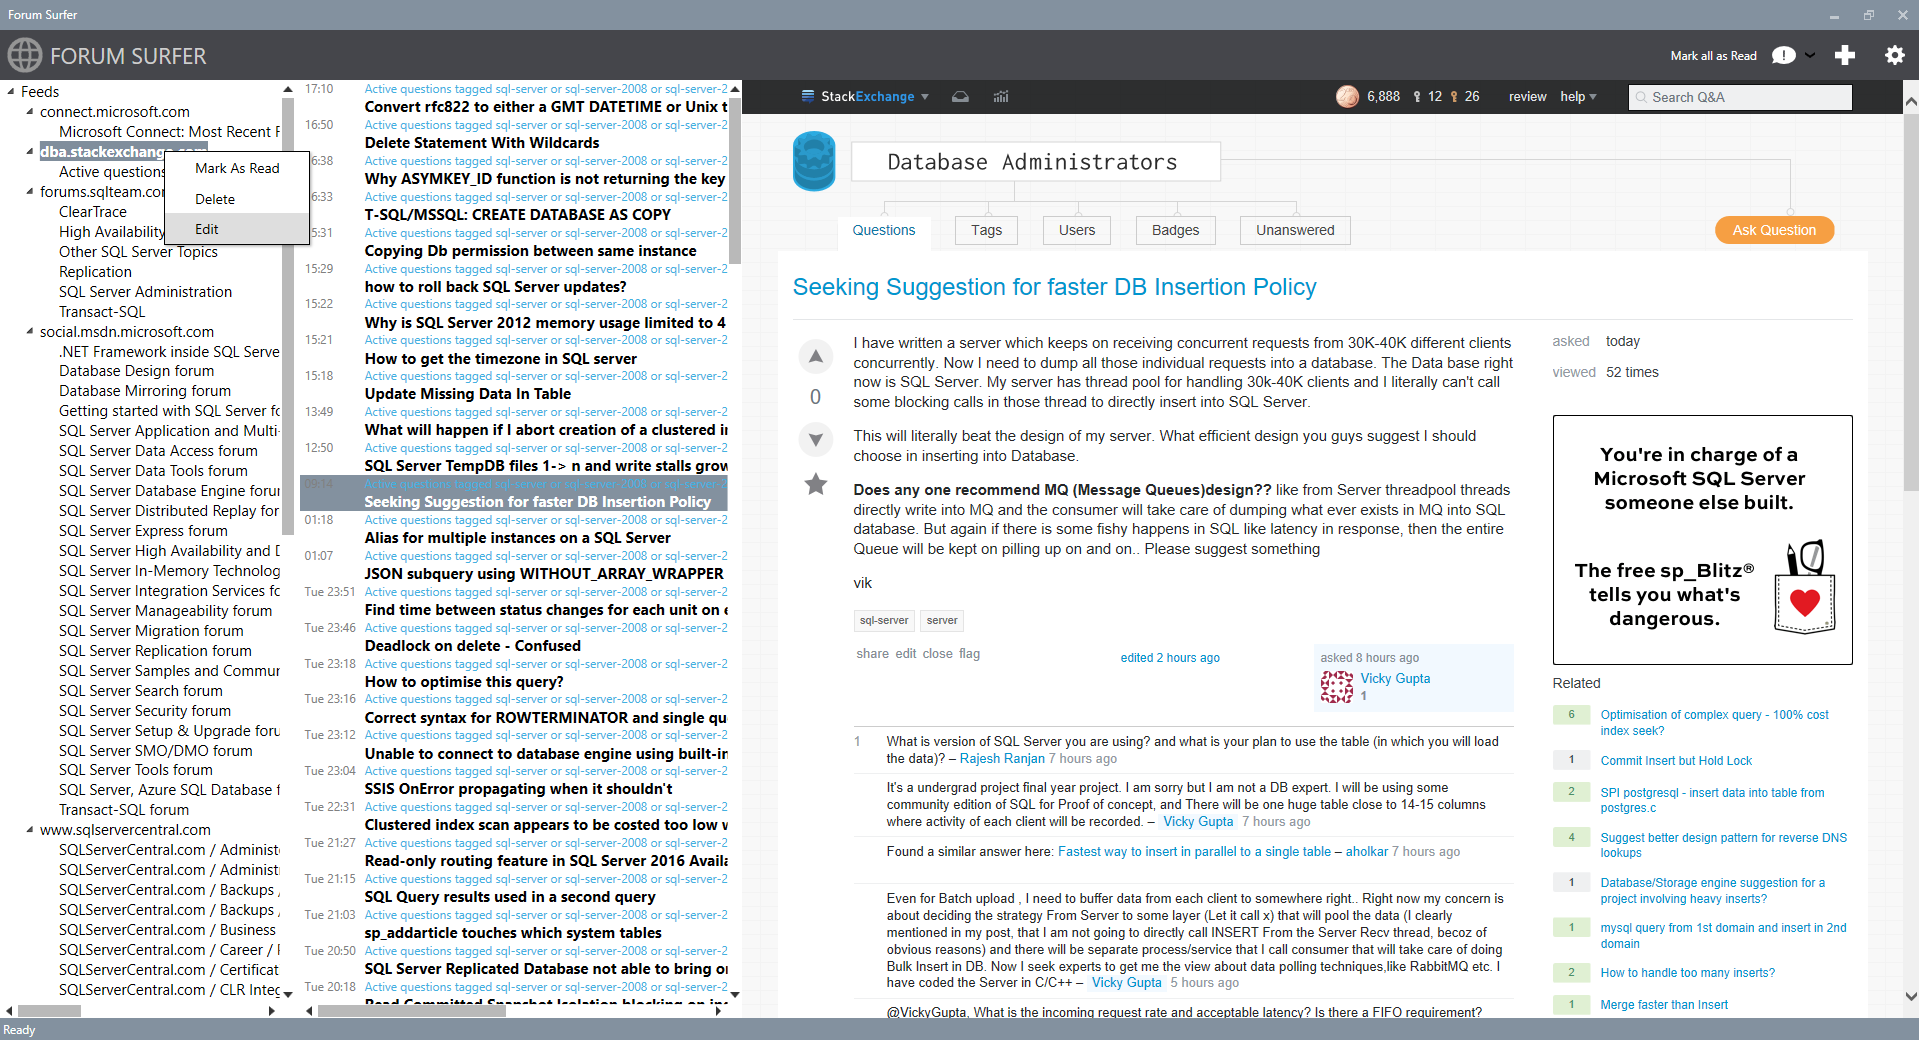 Forum Surfer
FORUM SURFER
Mark all as Read
Feeds
connect.microsoft.com
Microsoft Connect: Most Recent F
dba.stackexchange.com
Active questions
forums.sqlteam.cor
ClearTrace
High Availability
Other SQL Server Topics
Replication
SQL Server Administration
Transact-SQL
social.msdn.microsoft.com
.NET Framework inside SQL Serve
Database Design forum
Database Mirroring forum
Getting started with SQL Server fo
SQL Server Application and Multi-
SQL Server Data Access forum
SQL Server Data Tools forum
SQL Server Database Engine forur
SQL Server Distributed Replay for
SQL Server Express forum
SQL Server High Availability and D
SQL Server In-Memory Technolog
SQL Server Integration Services fo
SQL Server Manageability forum
SQL Server Migration forum
SQL Server Replication forum
SQL Server Samples and Commur
SQL Server Search forum
SQL Server Security forum
SQL Server Setup & Upgrade foru
SQL Server SMO/DMO forum
SQL Server Tools forum
SQL Server, Azure SQL Database f
Transact-SQL forum
www.sqlservercentral.com
SQLServerCentral.com / Administ
SQLServerCentral.com / Administ
SQLServerCentral.com / Backups /
SQLServerCentral.com / Backups /
SQLServerCentral.com / Business
SQLServerCentral.com / Career / F
SQLServerCentral.com / Certificat
SQLServerCentral.com / CLR Integ
Mark As Read
Delete
Edit
17:10 Active questions tagged sql-server or sql-server-2008 or sql-server-2
Convert rfc822 to either a GMT DATETIME or Unix t
16:50 Active questions tagged sql-server or sql-server-2008 or sql-server-2
Delete Statement With Wildcards
16:38 Active questions tagged sql-server or sql-server-2008 or sql-server-2
Why ASYMKEY_ID function is not returning the key
16:33 Active questions tagged sql-server or sql-server-2008 or sql-server-2
T-SQL/MSSQL: CREATE DATABASE AS COPY
15:31 Active questions tagged sql-server or sql-server-2008 or sql-server-2
Copying Db permission between same instance
15:29 Active questions tagged sql-server or sql-server-2008 or sql-server-2
how to roll back SQL Server updates?
15:22 Active questions tagged sql-server or sql-server-2008 or sql-server-2
Why is SQL Server 2012 memory usage limited to 4
15:21 Active questions tagged sql-server or sql-server-2008 or sql-server-2
How to get the timezone in SQL server
15:18 Active questions tagged sql-server or sql-server-2008 or sql-server-2
Update Missing Data In Table
13:49 Active questions tagged sql-server or sql-server-2008 or sql-server-2
What will happen if I abort creation of a clustered ir
12:50 Active questions tagged sql-server or sql-server-2008 or sql-server-2
SQL Server TempDB files 1-> n and write stalls grow
09:14 Active questions tagged sql-server or sql-server-2008 or sql-server-2
Seeking Suggestion for faster DB Insertion Policy
01:18 Active questions tagged sql-server or sql-server-2008 or sql-server-2
Alias for multiple instances on a SQL Server
01:07 Active questions tagged sql-server or sql-server-2008 or sql-server-2
JSON subquery using WITHOUT_ARRAY_WRAPPER
Tue 23:51 Active questions tagged sql-server or sql-server-2008 or sql-server-2
Find time between status changes for each unit on e
Tue 23:46 Active questions tagged sql-server or sql-server-2008 or sql-server-2
Deadlock on delete - Confused
Tue 23:18 Active questions tagged sql-server or sql-server-2008 or sql-server-2
How to optimise this query?
Tue 23:16 Active questions tagged sql-server or sql-server-2008 or sql-server-2
Correct syntax for ROWTERMINATOR and single qu
Tue 23:12 Active questions tagged sql-server or sql-server-2008 or sql-server-2
Unable to connect to database engine using built-in
Tue 23:04 Active questions tagged sql-server or sql-server-2008 or sql-server-2
SSIS OnError propagating when it shouldn't
Tue 22:31 Active questions tagged sql-server or sql-server-2008 or sql-server-2
Clustered index scan appears to be costed too low w
Tue 21:27 Active questions tagged sql-server or sql-server-2008 or sql-server-2
Read-only routing feature in SQL Server 2016 Availa
Tue 21:15 Active questions tagged sql-server or sql-server-2008 or sql-server-2
SQL Query results used in a second query
Tue 21:03 Active questions tagged sql-server or sql-server-2008 or sql-server-2
sp_addarticle touches which system tables
Tue 20:50 Active questions tagged sql-server or sql-server-2008 or sql-server-2
SQL Server Replicated Database not able to bring or
Tue 20:18 Active questions tagged sql-server or sql-server-2008 or sql-server-2
Read Committed Snapshot Isolation blocking on ins
StackExchange
6,888 12 26 review help
Search Q&A
Database Administrators
Questions Tags Users Badges Unanswered Ask Question
Seeking Suggestion for faster DB Insertion Policy
I have written a server which keeps on receiving concurrent requests from 30K-40K different clients
concurrently. Now I need to dump all those individual requests into a database. The Data base right
now is SQL Server. My server has thread pool for handling 30k-40K clients and I literally can't call
some blocking calls in those thread to directly insert into SQL Server.
0
This will literally beat the design of my server. What efficient design you guys suggest I should
choose in inserting into Database.
Does any one recommend MQ (Message Queues)design?? like from Server threadpool threads
directly write into MQ and the consumer will take care of dumping what ever exists in MQ into SQL
database. But again if there is some fishy happens in SQL like latency in response, then the entire
Queue will be kept on pilling up on and on.. Please suggest something
vik
sql-server server
share edit close flag
edited 2 hours ago
asked 8 hours ago
Vicky Gupta
1
1 What is version of SQL Server you are using? and what is your plan to use the table (in which you will load
the data)? – Rajesh Ranjan 7 hours ago
It's a undergrad project final year project. I am sorry but I am not a DB expert. I will be using some
community edition of SQL for Proof of concept, and There will be one huge table close to 14-15 columns
where activity of each client will be recorded. – Vicky Gupta 7 hours ago
Found a similar answer here: Fastest way to insert in parallel to a single table – aholkar 7 hours ago
Even for Batch upload , I need to buffer data from each client to somewhere right.. Right now my concern is
about deciding the strategy From Server to some layer (Let it call x) that will pool the data (I clearly
mentioned in my post, that I am not going to directly call INSERT From the Server Recv thread, becoz of
obvious reasons) and there will be separate process/service that I call consumer that will take care of doing
Bulk Insert in DB. Now I seek experts to get me the view about data polling techniques,like RabbitMQ etc. I
have coded the Server in C/C++ – Vicky Gupta 5 hours ago
@VickyGupta, What is the incoming request rate and acceptable latency? Is there a FIFO requirement?
asked today
viewed 52 times
You're in charge of a
Microsoft SQL Server
someone else built.
The free sp_Blitz®
tells you what's
dangerous.
Related
6 Optimisation of complex query - 100% cost
index seek?
1 Commit Insert but Hold Lock
2 SPI postgresql - insert data into table from
postgres.c
4 Suggest better design pattern for reverse DNS
lookups
1 Database/Storage engine suggestion for a
project involving heavy inserts?
1 mysql query from 1st domain and insert in 2nd
domain
2 How to handle too many inserts?
1 Merge faster than Insert
Ready